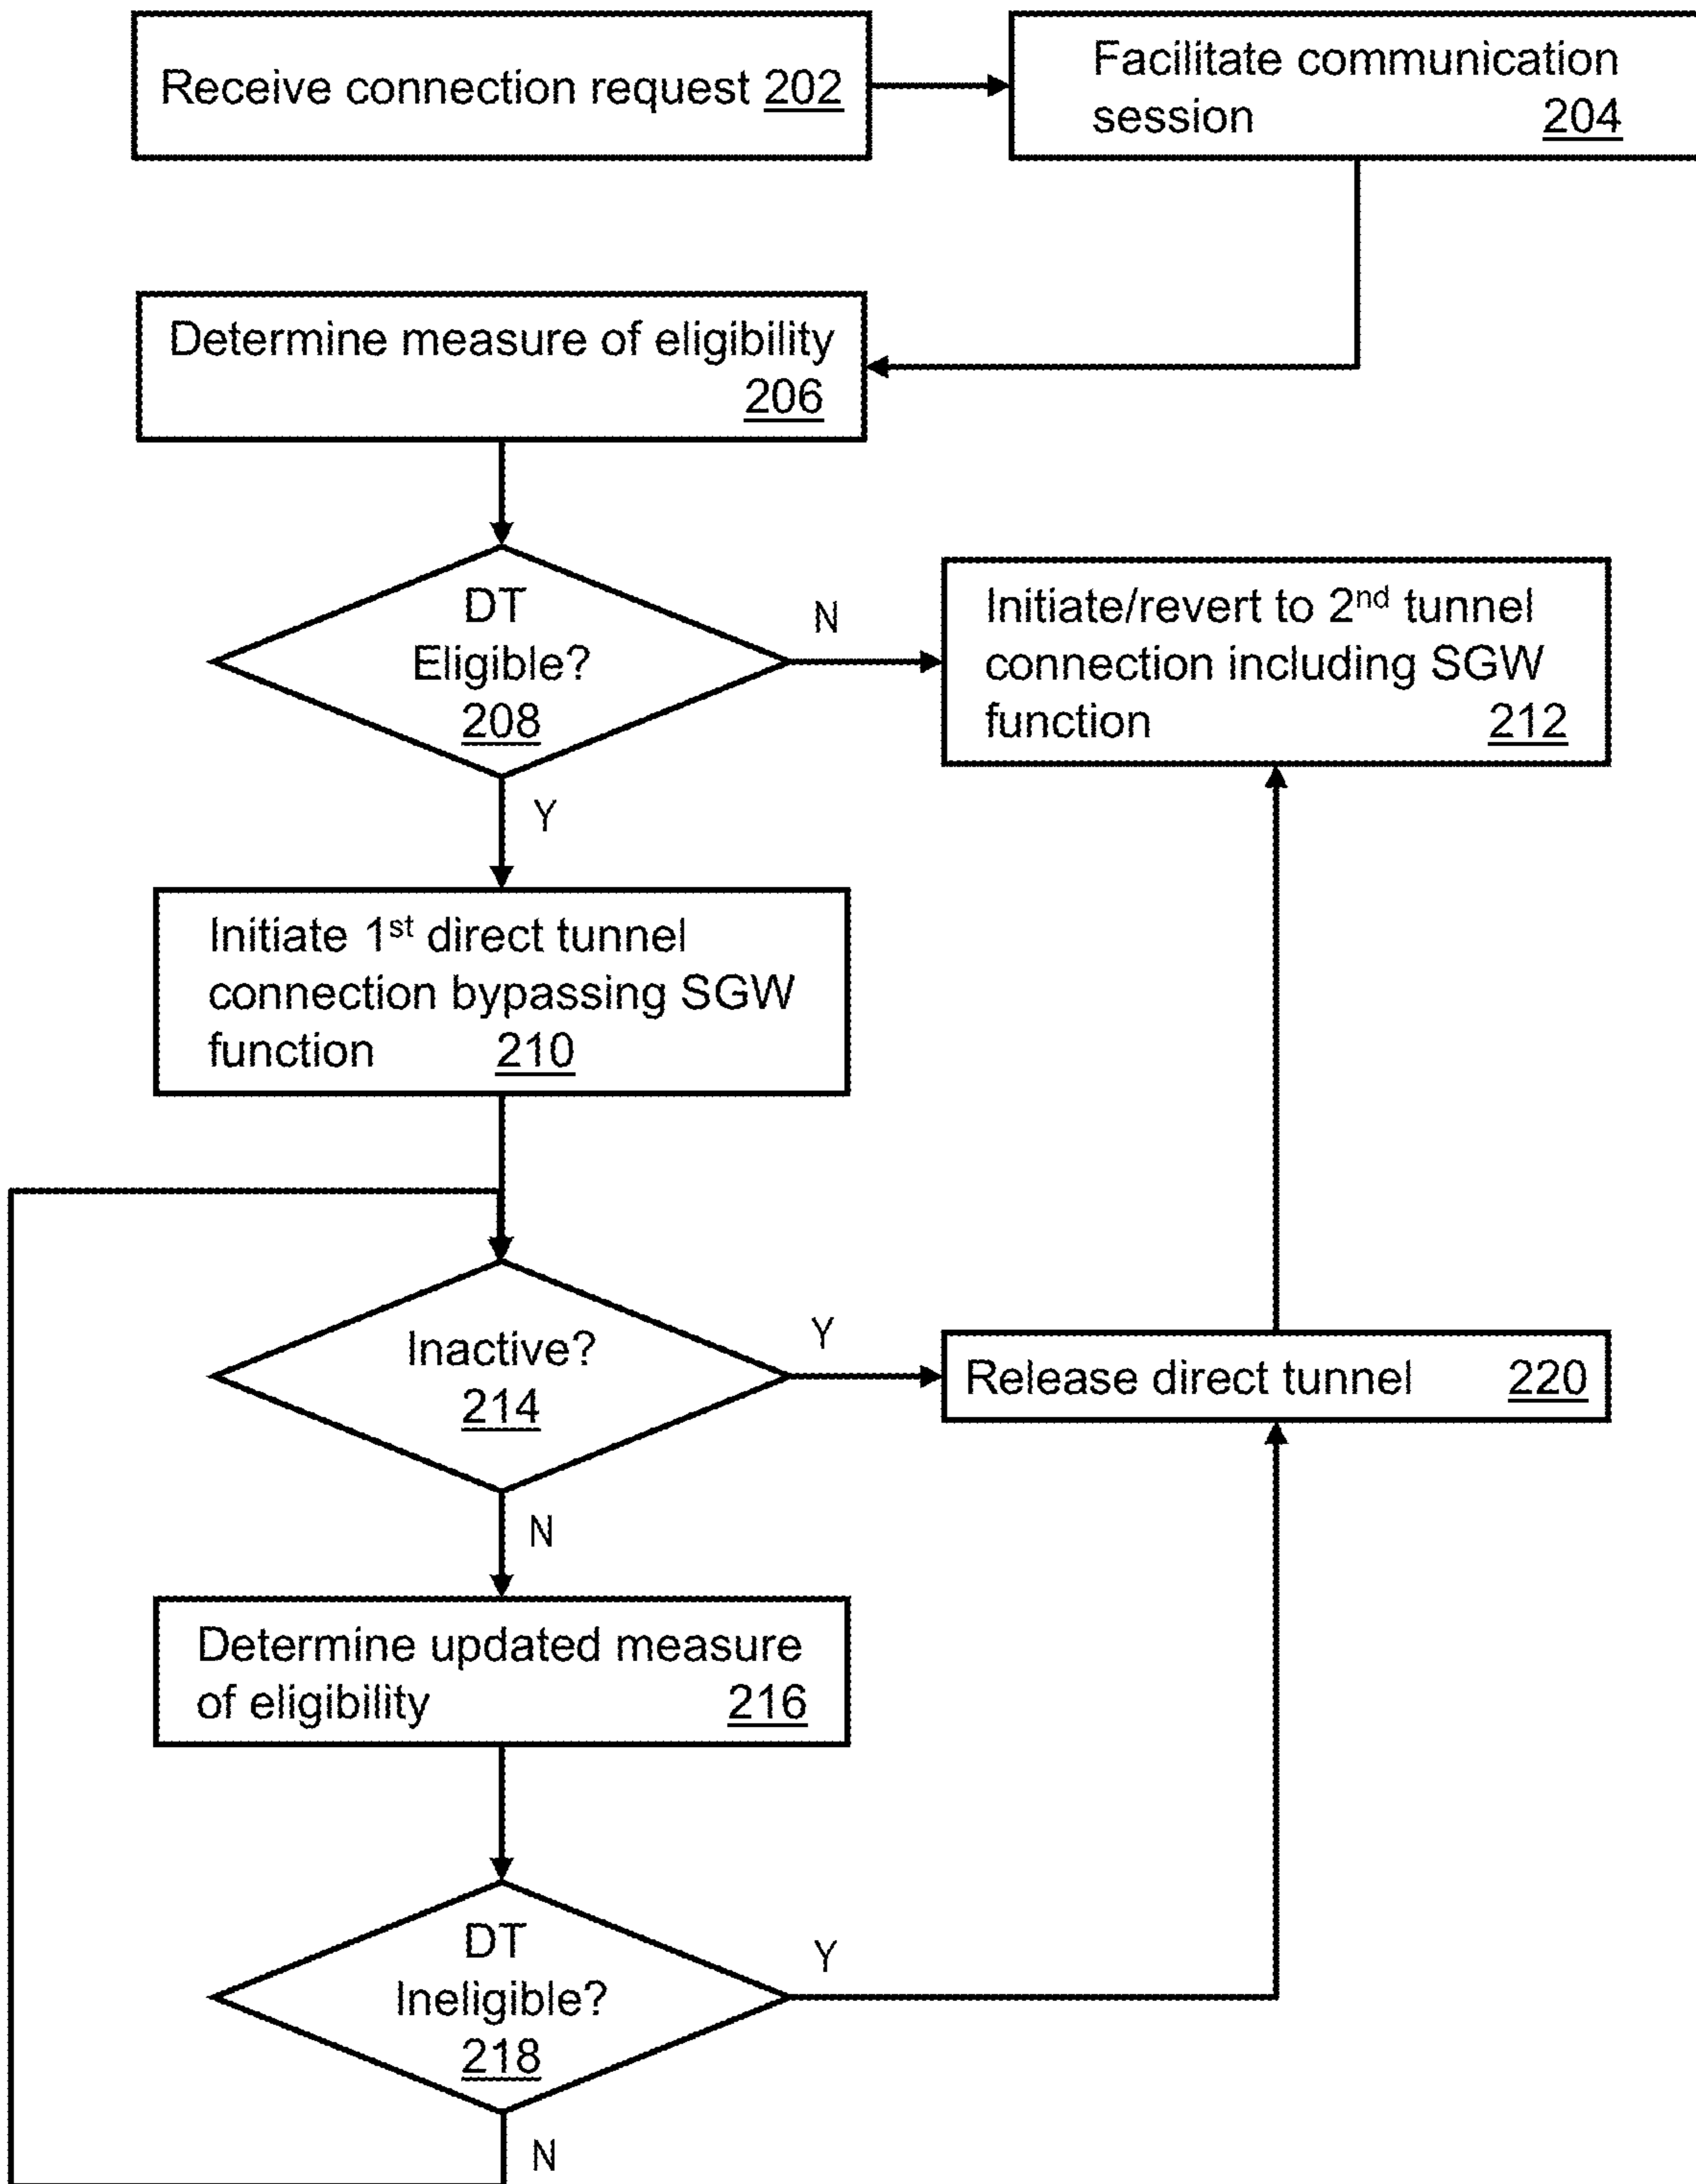 Receive connection request 202
Facilitate communication
session 204
Determine measure of eligibility
206
DT
Eligible?
208
N
Initiate/revert to 2nd tunnel
connection including SGW
function 212
Y
Initiate 1st direct tunnel
connection bypassing SGW
function 210
Inactive?
214
Y
Release direct tunnel 220
N
Determine updated measure
of eligibility 216
DT
Ineligible?
218
Y
N